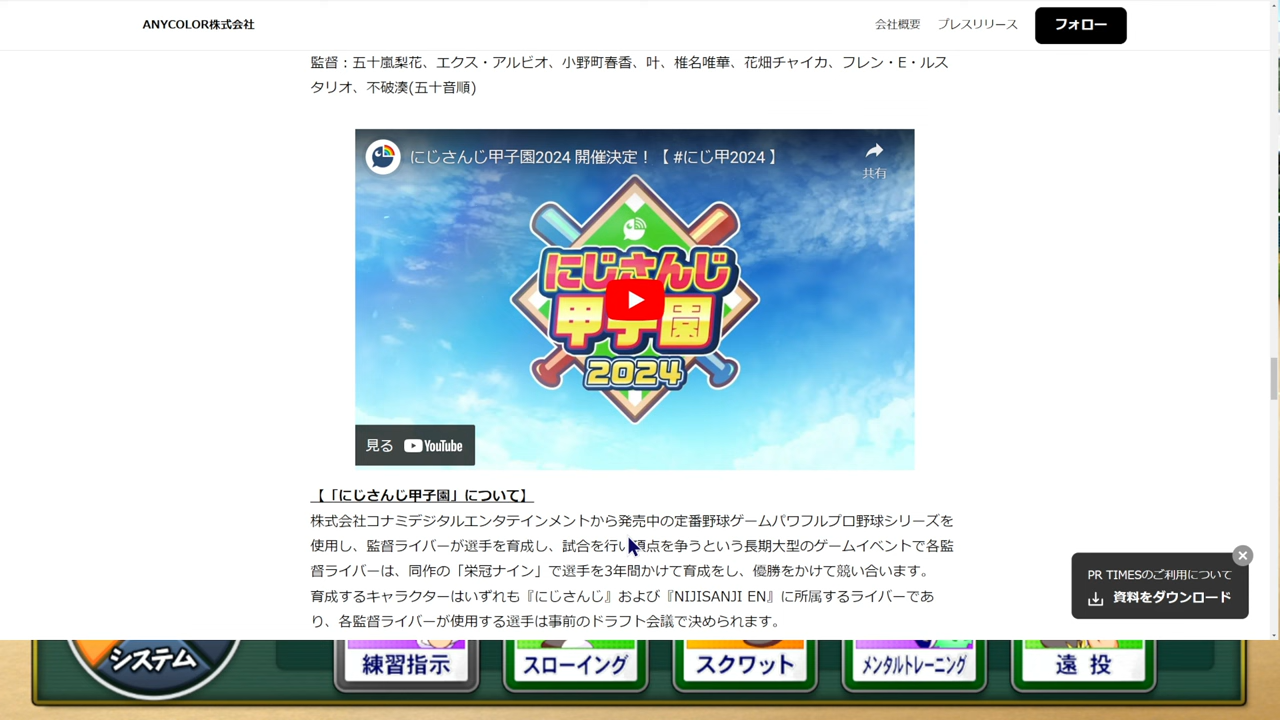 ANYCOLOR株式会社
会社概要
プレスリリース
フォロー
監督：五十嵐梨花、エクス・アルビオ、小野町春香、叶、椎名唯華、花畑チャイカ、フレン・E・ルス
タリオ、不破湊(五十音順)
にじさんじ甲子園2024 開催決定！【 #にじ甲2024 】
共有
にじさんじ
甲子園
2024
見る YouTube
【「にじさんじ甲子園」について】
株式会社コナミデジタルエンタテインメントから発売中の定番野球ゲームパワフルプロ野球シリーズを
使用し、監督ライバーが選手を育成し、試合を行い頂点を争うという長期大型のゲームイベントで各監
督ライバーは、同作の「栄冠ナイン」で選手を3年間かけて育成をし、優勝をかけて競い合います。
育成するキャラクターはいずれも『にじさんじ』および『NIJISANJI EN』に所属するライバーであ
り、各監督ライバーが使用する選手は事前のドラフト会議で決められます。
PR TIMESのご利用について
資料をダウンロード
システム
練習指示
スローイング
スクワット
メンタルトレーニング
遠投